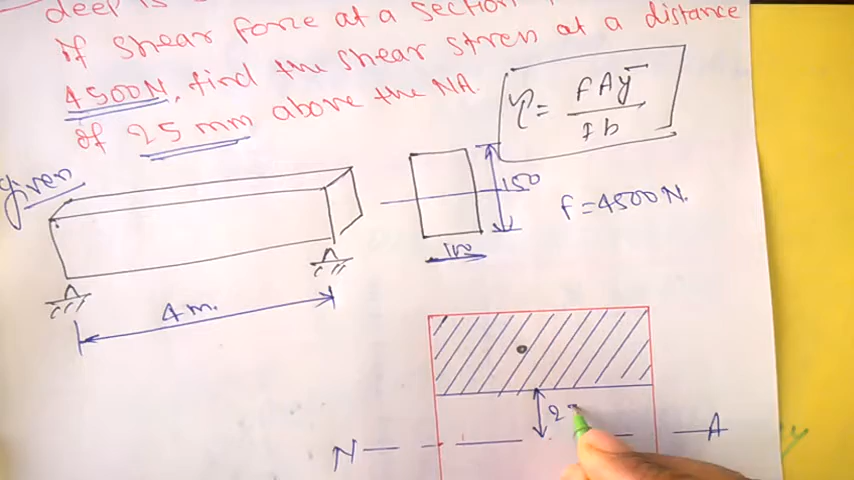 deep is
if shear force at a section
4500N, find the shear stress at a distance
of 25 mm above the NA.
τ = FAȳ / Ib
given
150
F = 4500 N.
100
4 m.
2
N
A